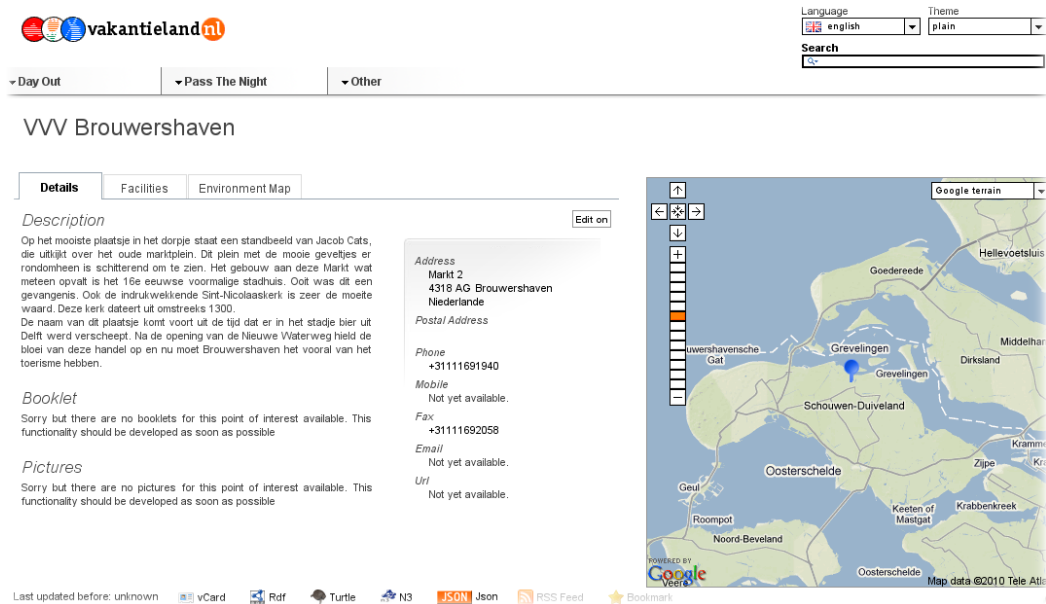 Language
Theme
vakantieland nl
english
plain
Search
Day Out
Pass The Night
Other
VVV Brouwershaven
Details
Facilities
Environment Map
Description
Edit on
Op het mooiste plaatsje in het dorpje staat een standbeeld van Jacob Cats,
die uitkijkt over het oude marktplein. Dit plein met de mooie geveltjes er
rondomheen is schitterend om te zien. Het gebouw aan deze Markt wat
meteen opvalt is het 16e eeuwse voormalige stadhuis. Ooit was dit een
gevangenis. Ook de indrukwekkende Sint-Nicolaaskerk is zeer de moeite
waard. Deze kerk dateert uit omstreeks 1300.
De naam van dit plaatsje komt voort uit de tijd dat er in het stadje bier uit
Delft werd verscheept. Na de opening van de Nieuwe Waterweg hield de
bloei van deze handel op en nu moet Brouwershaven het vooral van het
toerisme hebben.
Booklet
Sorry but there are no booklets for this point of interest available. This
functionality should be developed as soon as possible
Pictures
Sorry but there are no pictures for this point of interest available. This
functionality should be developed as soon as possible
Address
Markt 2
4318 AG Brouwershaven
Niederlande
Postal Address
Phone
+31111691940
Mobile
Not yet available.
Fax
+31111692058
Email
Not yet available.
Url
Not yet available.
Google terrain
Hellevoetsluis
Goedereede
Middelhar
uwershavensche
Gat
Grevelingen
Dirksland
Grevelingen
Schouwen-Duiveland
Kramme
Zijpe
Kra
Oosterschelde
Geul
Keeten of
Mastgat
Krabbenkreek
Roompot
Noord-Beveland
POWERED BY
Google
Veere
Oosterschelde
Map data ©2010 Tele Atla
Last updated before: unknown
vCard
Rdf
Turtle
N3
JSON Json
RSS Feed
Bookmark